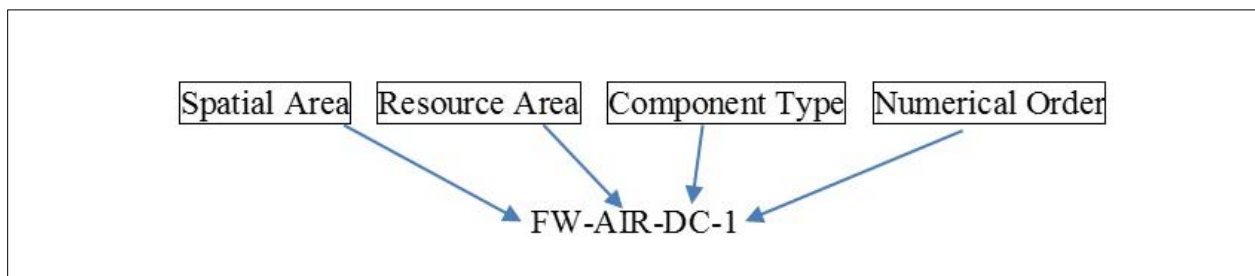 Spatial Area Resource Area Component Type Numerical Order
FW-AIR-DC-1